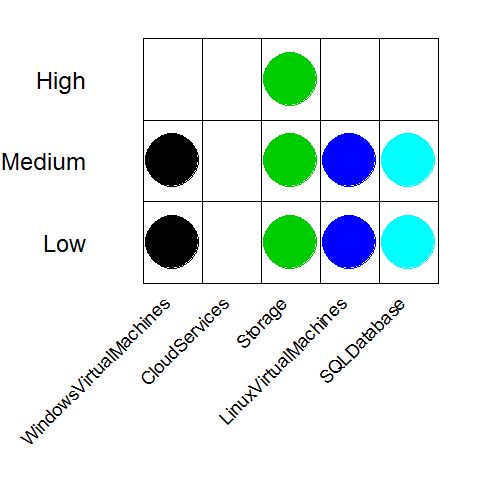 High
Medium
Low
WindowsVirtualMachines
CloudServices
Storage
LinuxVirtualMachines
SQLDatabase